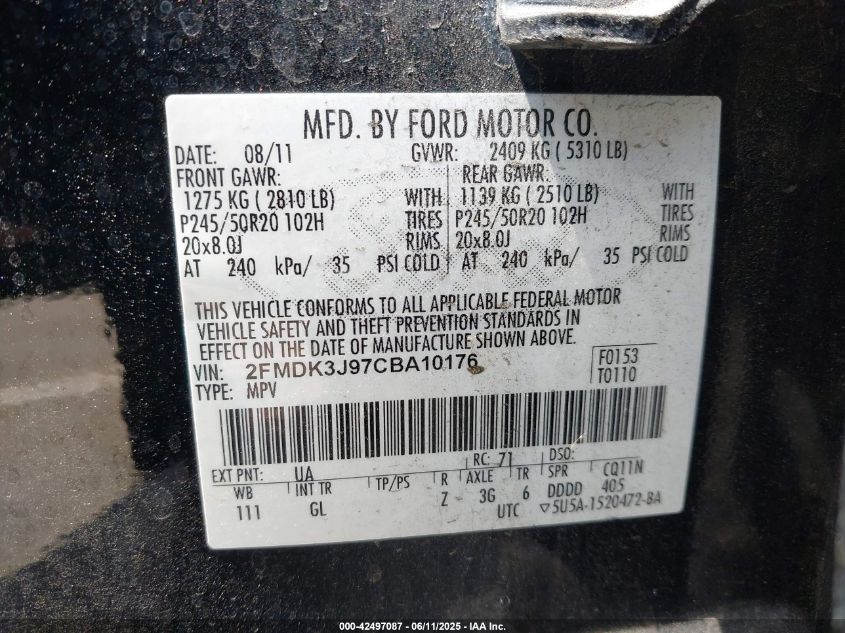 MFD. BY FORD MOTOR CO.
DATE: 08/11 GVWR: 2409 KG ( 5310 LB)
FRONT GAWR: REAR GAWR:
1275 KG ( 2810 LB) WITH 1139 KG ( 2510 LB) WITH
P245/50R20 102H TIRES P245/50R20 102H TIRES
20x8.0J RIMS 20x8.0J RIMS
AT 240 kPa/ 35 PSI COLD AT 240 kPa/ 35 PSI COLD
THIS VEHICLE CONFORMS TO ALL APPLICABLE FEDERAL MOTOR
VEHICLE SAFETY AND THEFT PREVENTION STANDARDS IN
EFFECT ON THE DATE OF MANUFACTURE SHOWN ABOVE.
VIN: 2FMDK3J97CBA10176 F0153
TYPE: MPV T0110
EXT PNT: UA RC: 71 DSO:
WB INT TR TP/PS R AXLE TR SPR CQ11N
111 GL Z 3G 6 DDDD 405
UTC ▽5U5A-1520472-BA
000-42497087 - 06/11/2025 - IAA Inc.